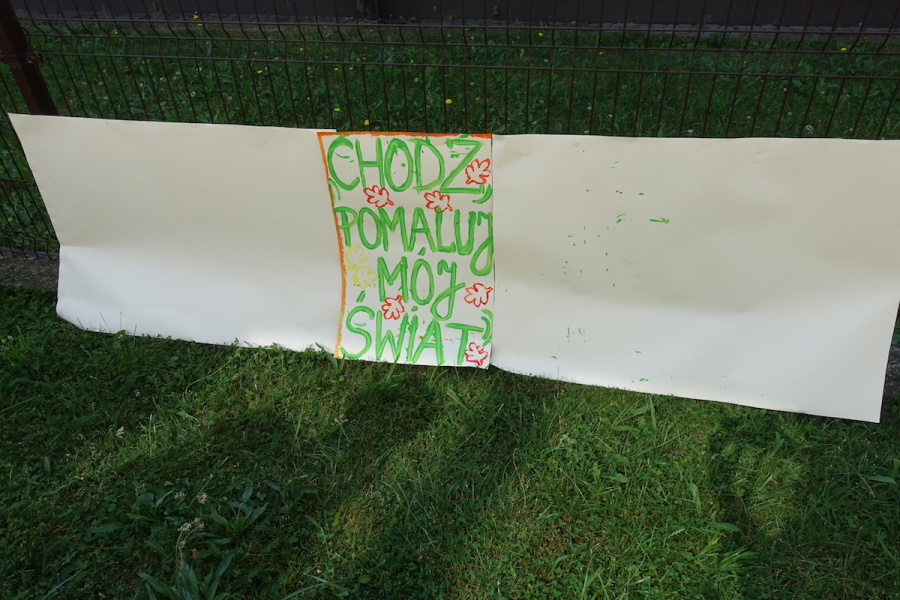 CHODŹ
POMALUJ
MÓJ
ŚWIAT